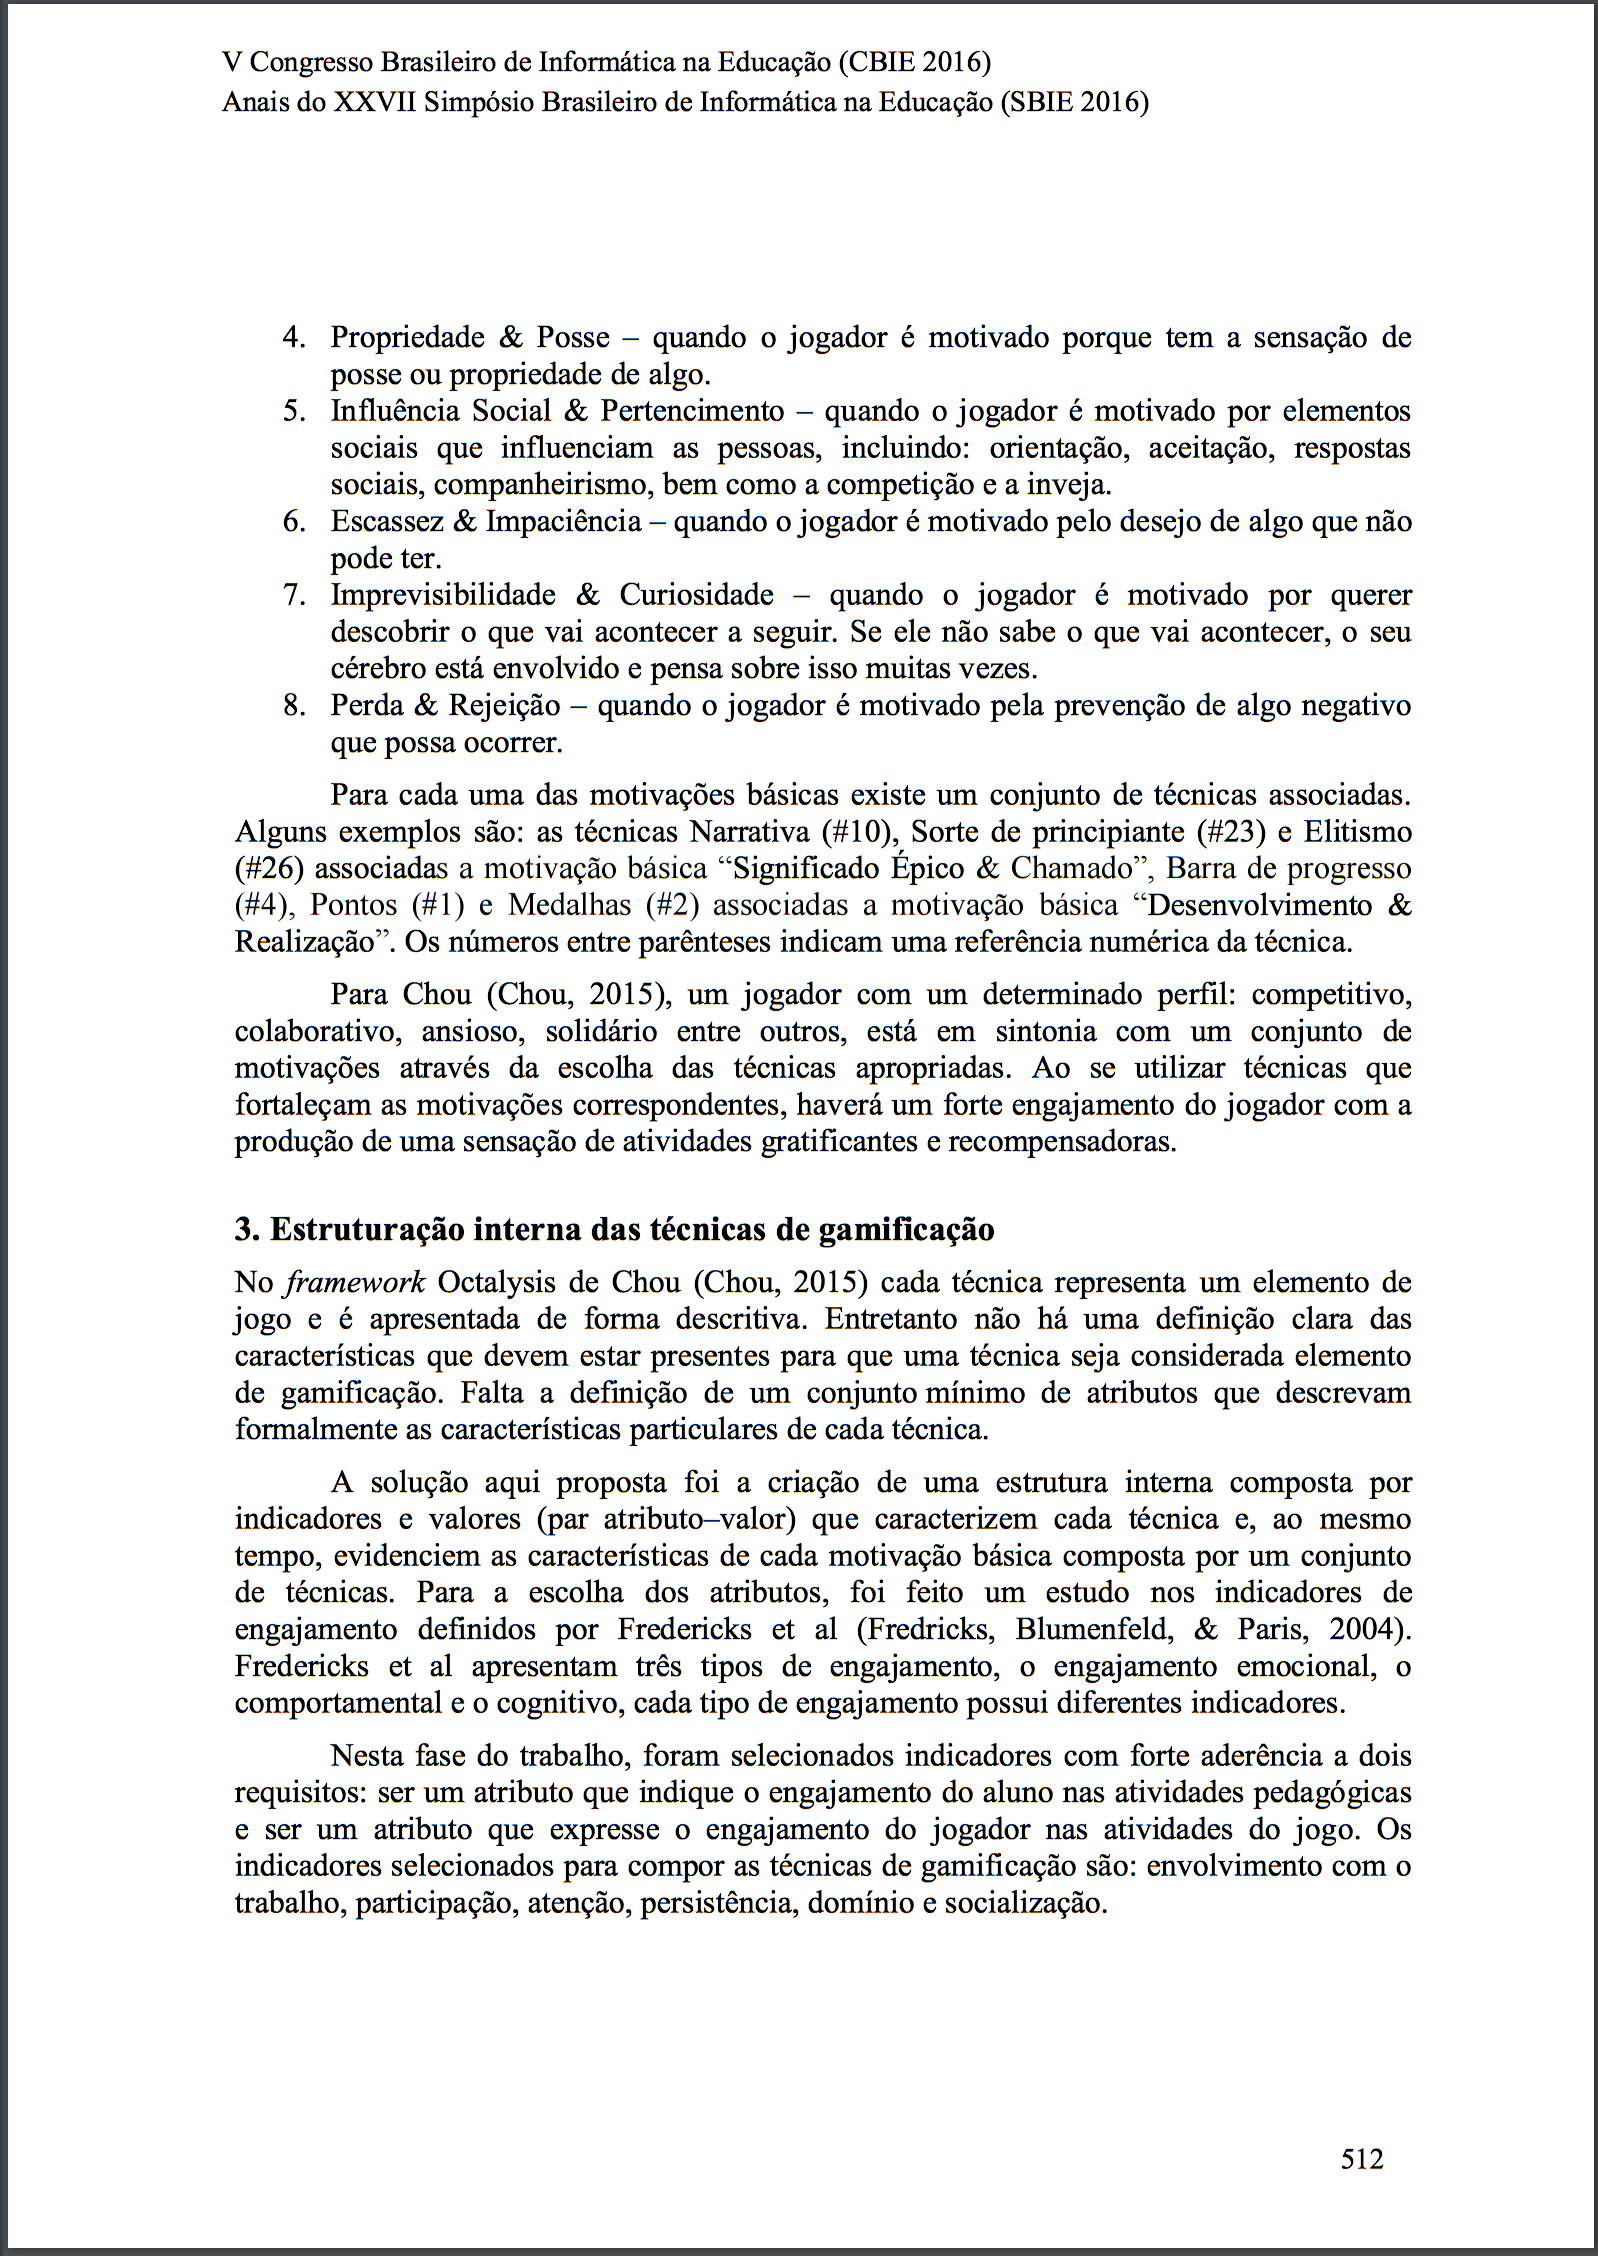 V Congresso Brasileiro de Informática na Educação (CBIE 2016)
Anais do XXVII Simpósio Brasileiro de Informática na Educação (SBIE 2016)
4. Propriedade & Posse – quando o jogador é motivado porque tem a sensação de
posse ou propriedade de algo.
5. Influência Social & Pertencimento – quando o jogador é motivado por elementos
sociais que influenciam as pessoas, incluindo: orientação, aceitação, respostas
sociais, companheirismo, bem como a competição e a inveja.
6. Escassez & Impaciência – quando o jogador é motivado pelo desejo de algo que não
pode ter.
7. Imprevisibilidade & Curiosidade – quando o jogador é motivado por querer
descobrir o que vai acontecer a seguir. Se ele não sabe o que vai acontecer, o seu
cérebro está envolvido e pensa sobre isso muitas vezes.
8. Perda & Rejeição – quando o jogador é motivado pela prevenção de algo negativo
que possa ocorrer.
Para cada uma das motivações básicas existe um conjunto de técnicas associadas.
Alguns exemplos são: as técnicas Narrativa (#10), Sorte de principiante (#23) e Elitismo
(#26) associadas a motivação básica “Significado Épico & Chamado”, Barra de progresso
(#4), Pontos (#1) e Medalhas (#2) associadas a motivação básica “Desenvolvimento &
Realização”. Os números entre parênteses indicam uma referência numérica da técnica.
Para Chou (Chou, 2015), um jogador com um determinado perfil: competitivo,
colaborativo, ansioso, solidário entre outros, está em sintonia com um conjunto de
motivações através da escolha das técnicas apropriadas. Ao se utilizar técnicas que
fortaleçam as motivações correspondentes, haverá um forte engajamento do jogador com a
produção de uma sensação de atividades gratificantes e recompensadoras.
3. Estruturação interna das técnicas de gamificação
No framework Octalysis de Chou (Chou, 2015) cada técnica representa um elemento de
jogo e é apresentada de forma descritiva. Entretanto não há uma definição clara das
características que devem estar presentes para que uma técnica seja considerada elemento
de gamificação. Falta a definição de um conjunto mínimo de atributos que descrevam
formalmente as características particulares de cada técnica.
A solução aqui proposta foi a criação de uma estrutura interna composta por
indicadores e valores (par atributo–valor) que caracterizem cada técnica e, ao mesmo
tempo, evidenciem as características de cada motivação básica composta por um conjunto
de técnicas. Para a escolha dos atributos, foi feito um estudo nos indicadores de
engajamento definidos por Fredericks et al (Fredricks, Blumenfeld, & Paris, 2004).
Fredericks et al apresentam três tipos de engajamento, o engajamento emocional, o
comportamental e o cognitivo, cada tipo de engajamento possui diferentes indicadores.
Nesta fase do trabalho, foram selecionados indicadores com forte aderência a dois
requisitos: ser um atributo que indique o engajamento do aluno nas atividades pedagógicas
e ser um atributo que expresse o engajamento do jogador nas atividades do jogo. Os
indicadores selecionados para compor as técnicas de gamificação são: envolvimento com o
trabalho, participação, atenção, persistência, domínio e socialização.
512